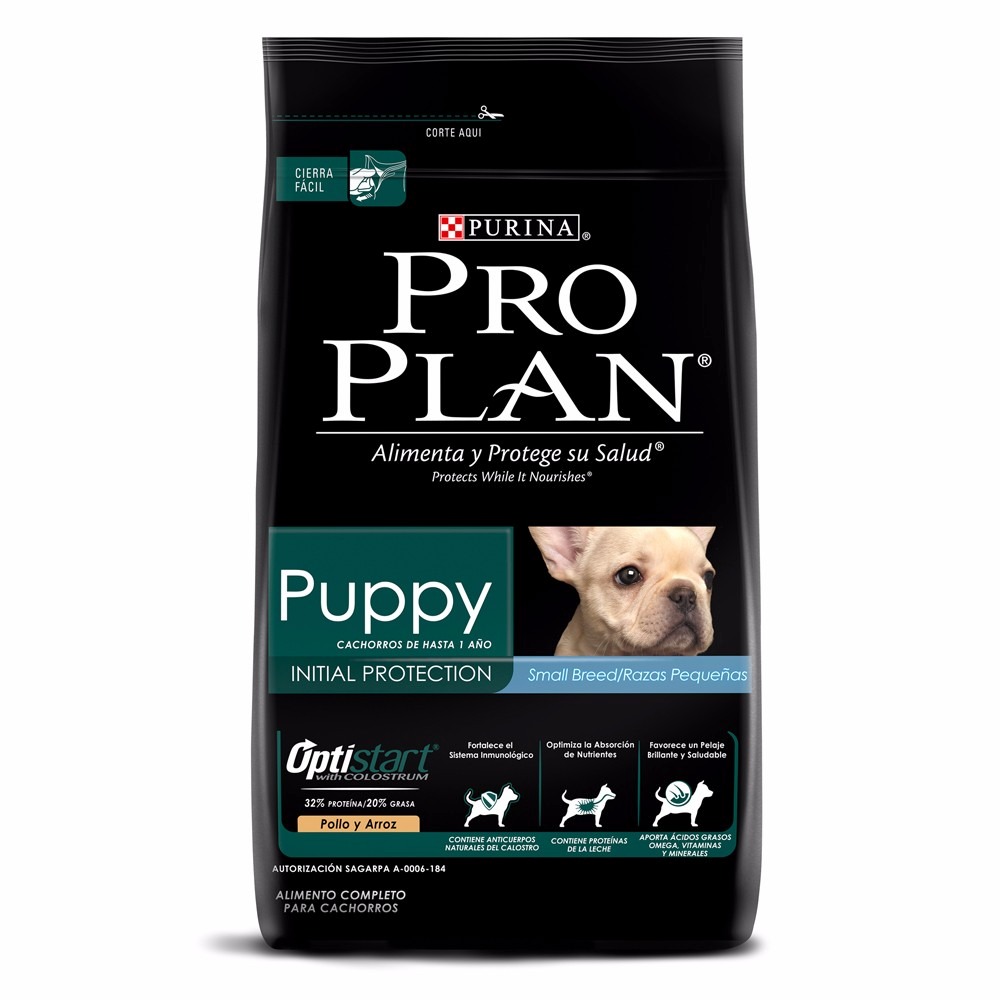 CORTE AQUI
CIERRA
FÁCIL
PURINA®
PRO
PLAN®
Alimenta y Protege su Salud®
Protects While It Nourishes®
Puppy
CACHORROS DE HASTA 1 AÑO
INITIAL PROTECTION
Small Breed/Razas Pequeñas
Optistart®
with COLOSTRUM
32% PROTEÍNA/20% GRASA
Pollo y Arroz
Fortalece el
Sistema Inmunológico
CONTIENE ANTICUERPOS
NATURALES DEL CALOSTRO
Optimiza la Absorción
de Nutrientes
CONTIENE PROTEÍNAS
DE LA LECHE
Favorece un Pelaje
Brillante y Saludable
APORTA ÁCIDOS GRASOS
OMEGA, VITAMINAS
Y MINERALES
AUTORIZACIÓN SAGARPA A-0006-184
ALIMENTO COMPLETO
PARA CACHORROS